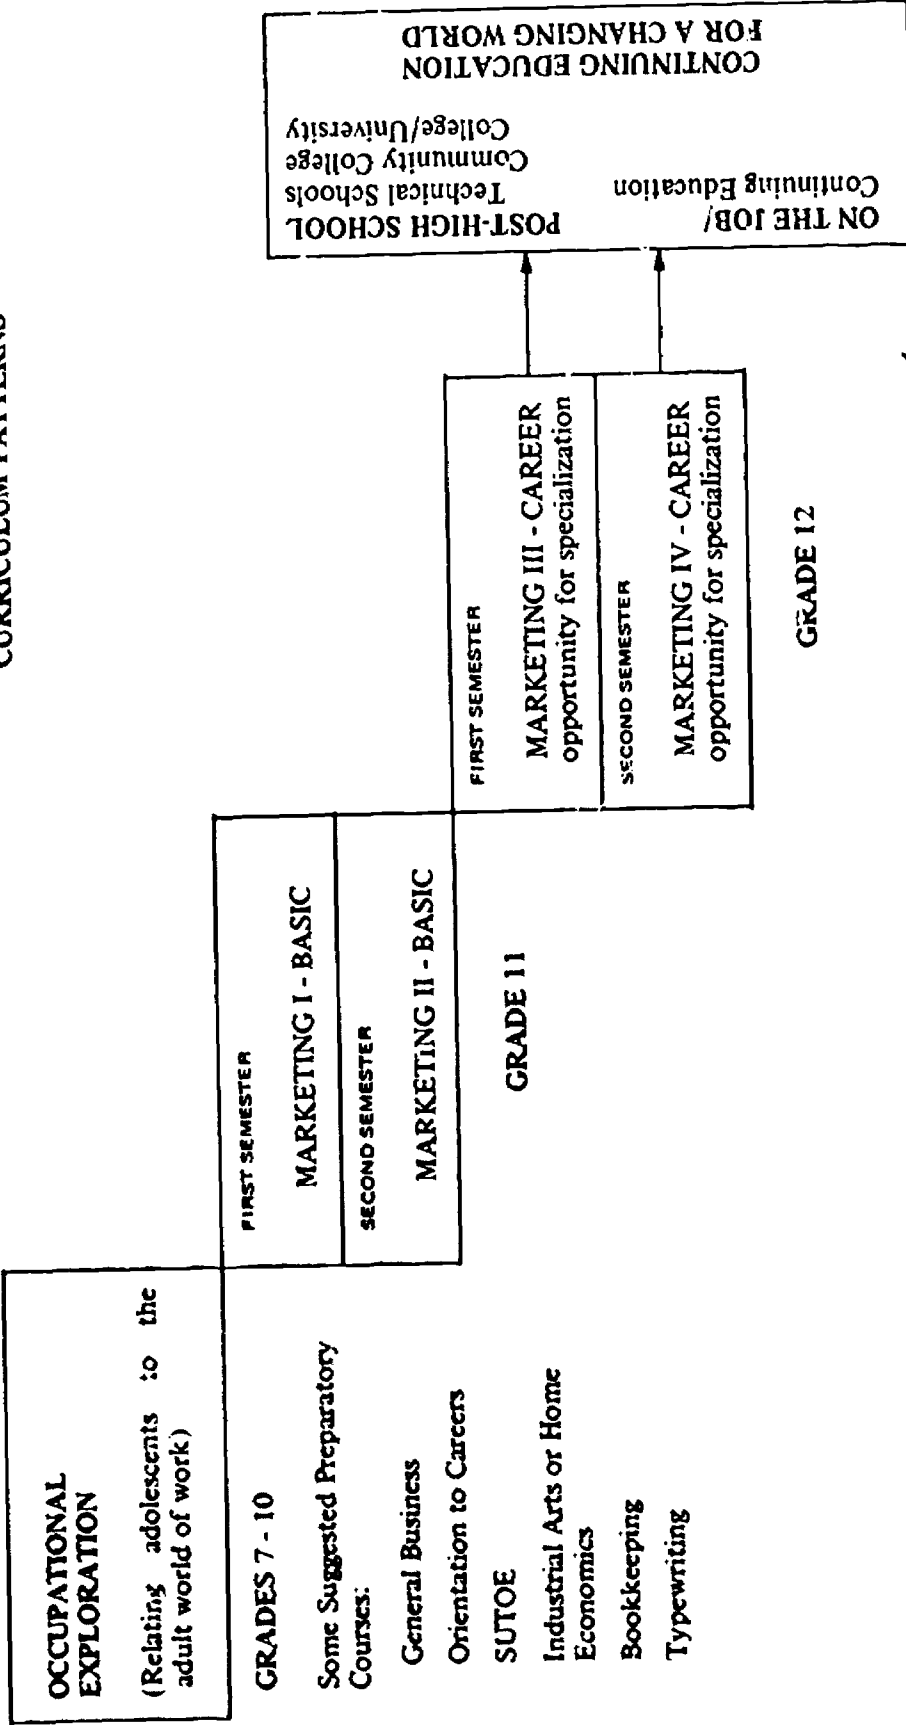 CURRICULUM PATTERNS
OCCUPATIONAL
EXPLORATION
(Relating adolescents to the
adult world of work)
GRADES 7 - 10
Some Suggested Preparatory
Courses:
General Business
Orientation to Careers
SUTOE
Industrial Arts or Home
Economics
Bookkeeping
Typewriting
FIRST SEMESTER
MARKETING I - BASIC
SECOND SEMESTER
MARKETING II - BASIC
GRADE 11
FIRST SEMESTER
MARKETING III - CAREER
opportunity for specialization
SECOND SEMESTER
MARKETING IV - CAREER
opportunity for specialization
GRADE 12
ON THE JOB/
Continuing Education
POST-HIGH SCHOOL
Technical Schools
Community College
College/University
CONTINUING EDUCATION
FOR A CHANGING WORLD